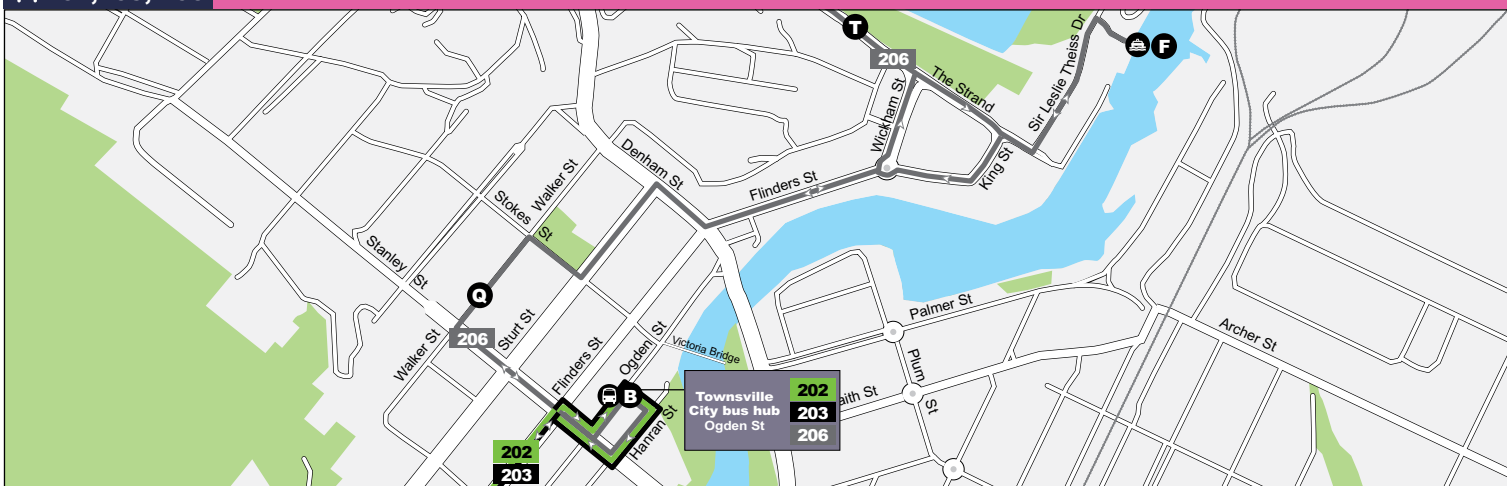 T
206
The Strand
Sir Leslie Theiss Dr
F
Wickham St
King St
Denham St
Flinders St
Walker St
Stokes St
Stanley St
Q
206
Walker St
Sturt St
Flinders St
Ogden St
Victoria Bridge
Palmer St
Archer St
Plum St
B
Hanran St
Townsville
City bus hub
Ogden St
202
203
206
202
203